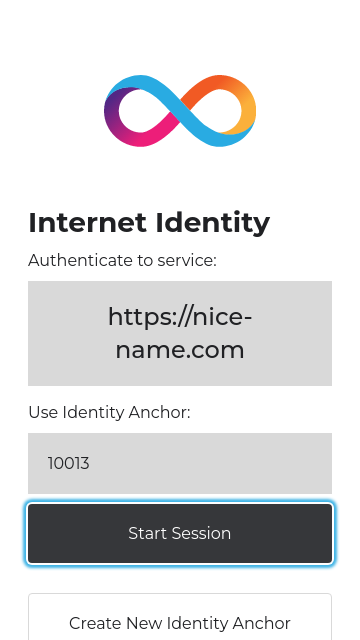 Internet Identity
Authenticate to service:
https://nice-
name.com
Use Identity Anchor:
10013
Start Session
Create New Identity Anchor